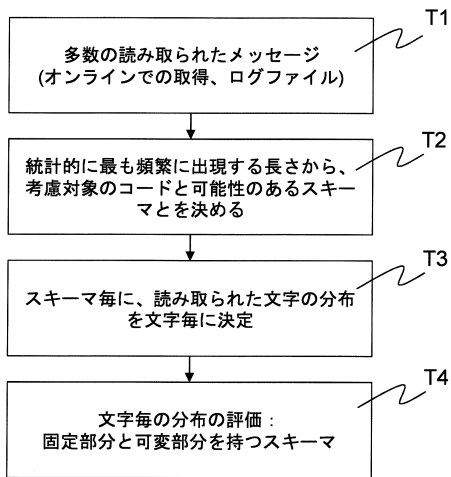 T1
多数の読み取られたメッセージ
(オンラインでの取得、ログファイル)
T2
統計的に最も頻繁に出現する長さから、
考慮対象のコードと可能性のあるスキー
マとを決める
T3
スキーマ毎に、読み取られた文字の分布
を文字毎に決定
T4
文字毎の分布の評価：
固定部分と可変部分を持つスキーマ